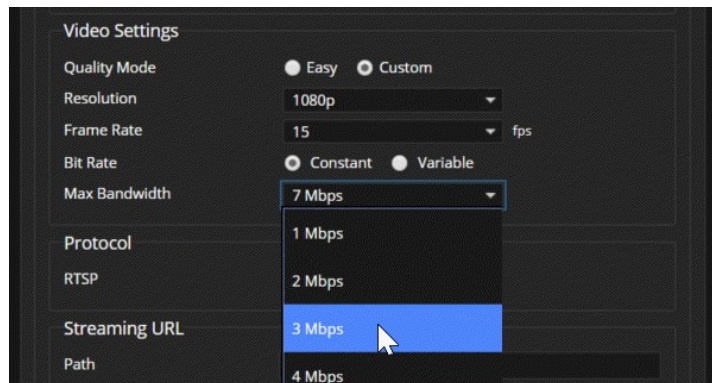 Video Settings
Quality Mode Easy Custom
Resolution 1080p
Frame Rate 15 fps
Bit Rate Constant Variable
Max Bandwidth 7 Mbps
1 Mbps
Protocol
RTSP 2 Mbps
Streaming URL 3 Mbps
Path 4 Mbps